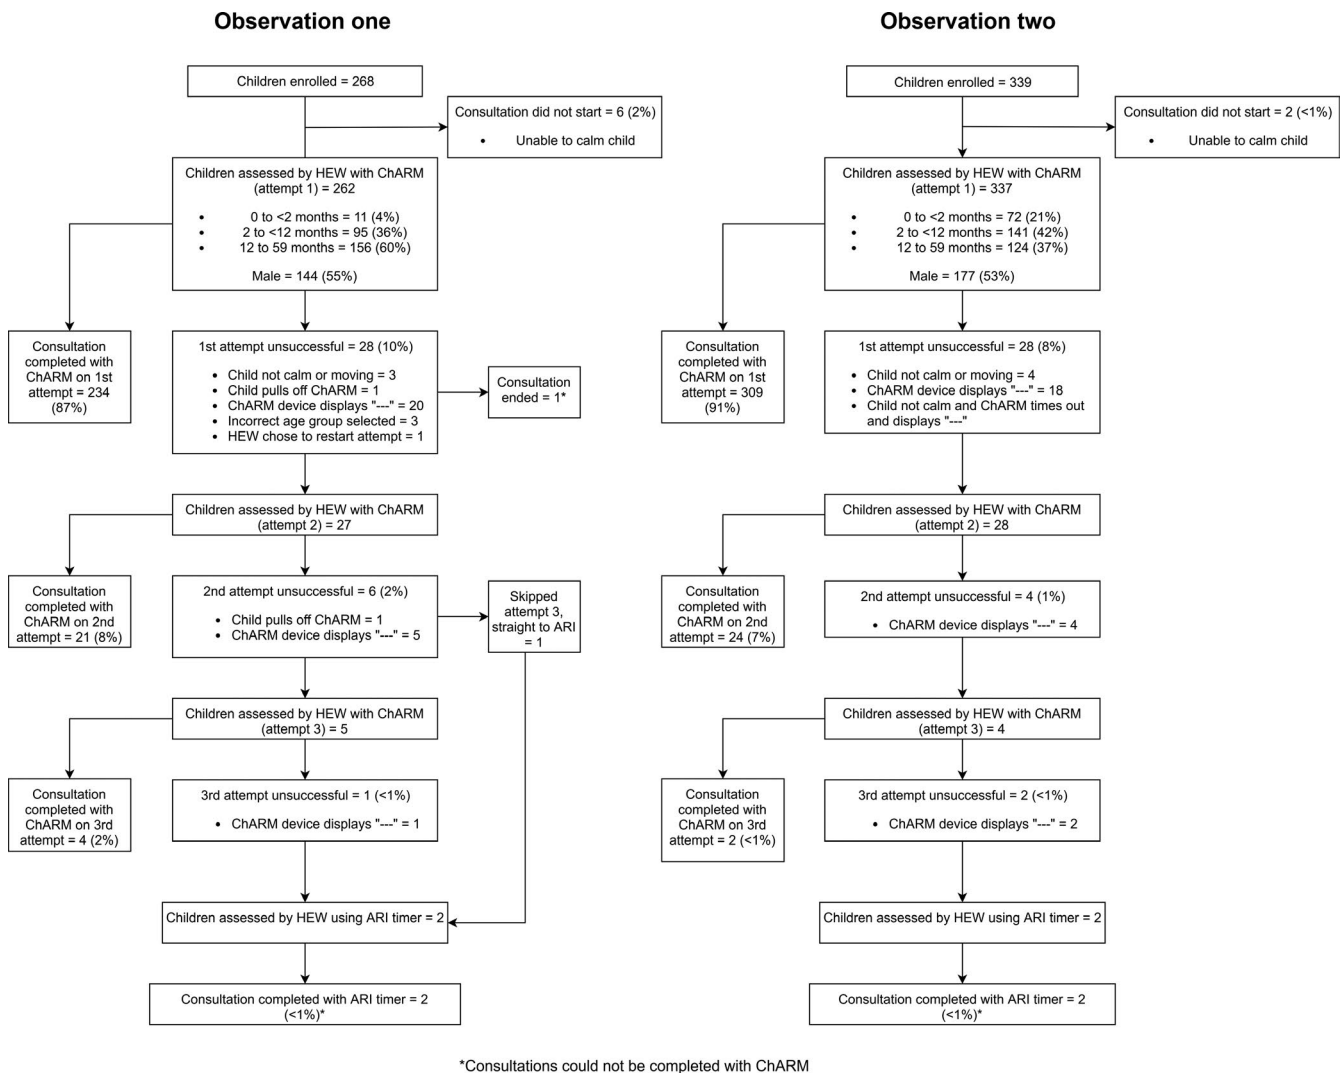 Observation one
Children enrolled = 268
Consultation did not start = 6 (2%)
• Unable to calm child
Children assessed by HEW with ChARM
(attempt 1) = 262
• 0 to <2 months = 11 (4%)
• 2 to <12 months = 95 (36%)
• 12 to 59 months = 156 (60%)
Male = 144 (55%)
Consultation
completed with
ChARM on 1st
attempt = 234
(87%)
1st attempt unsuccessful = 28 (10%)
• Child not calm or moving = 3
• Child pulls off ChARM = 1
• ChARM device displays "---" = 20
• Incorrect age group selected = 3
• HEW chose to restart attempt = 1
Consultation
ended = 1*
Children assessed by HEW with ChARM
(attempt 2) = 27
Consultation
completed with
ChARM on 2nd
attempt = 21 (8%)
2nd attempt unsuccessful = 6 (2%)
• Child pulls off ChARM = 1
• ChARM device displays "---" = 5
Skipped
attempt 3,
straight to ARI
= 1
Children assessed by HEW with ChARM
(attempt 3) = 5
Consultation
completed with
ChARM on 3rd
attempt = 4 (2%)
3rd attempt unsuccessful = 1 (<1%)
• ChARM device displays "---" = 1
Children assessed by HEW using ARI timer = 2
Consultation completed with ARI timer = 2
(<1%)*
Observation two
Children enrolled = 339
Consultation did not start = 2 (<1%)
• Unable to calm child
Children assessed by HEW with ChARM
(attempt 1) = 337
• 0 to <2 months = 72 (21%)
• 2 to <12 months = 141 (42%)
• 12 to 59 months = 124 (37%)
Male = 177 (53%)
Consultation
completed with
ChARM on 1st
attempt = 309
(91%)
1st attempt unsuccessful = 28 (8%)
• Child not calm or moving = 4
• ChARM device displays "---" = 18
• Child not calm and ChARM times out
and displays "---"
Children assessed by HEW with ChARM
(attempt 2) = 28
Consultation
completed with
ChARM on 2nd
attempt = 24 (7%)
2nd attempt unsuccessful = 4 (1%)
• ChARM device displays "---" = 4
Children assessed by HEW with ChARM
(attempt 3) = 4
Consultation
completed with
ChARM on 3rd
attempt = 2 (<1%)
3rd attempt unsuccessful = 2 (<1%)
• ChARM device displays "---" = 2
Children assessed by HEW using ARI timer = 2
Consultation completed with ARI timer = 2
(<1%)*
*Consultations could not be completed with ChARM